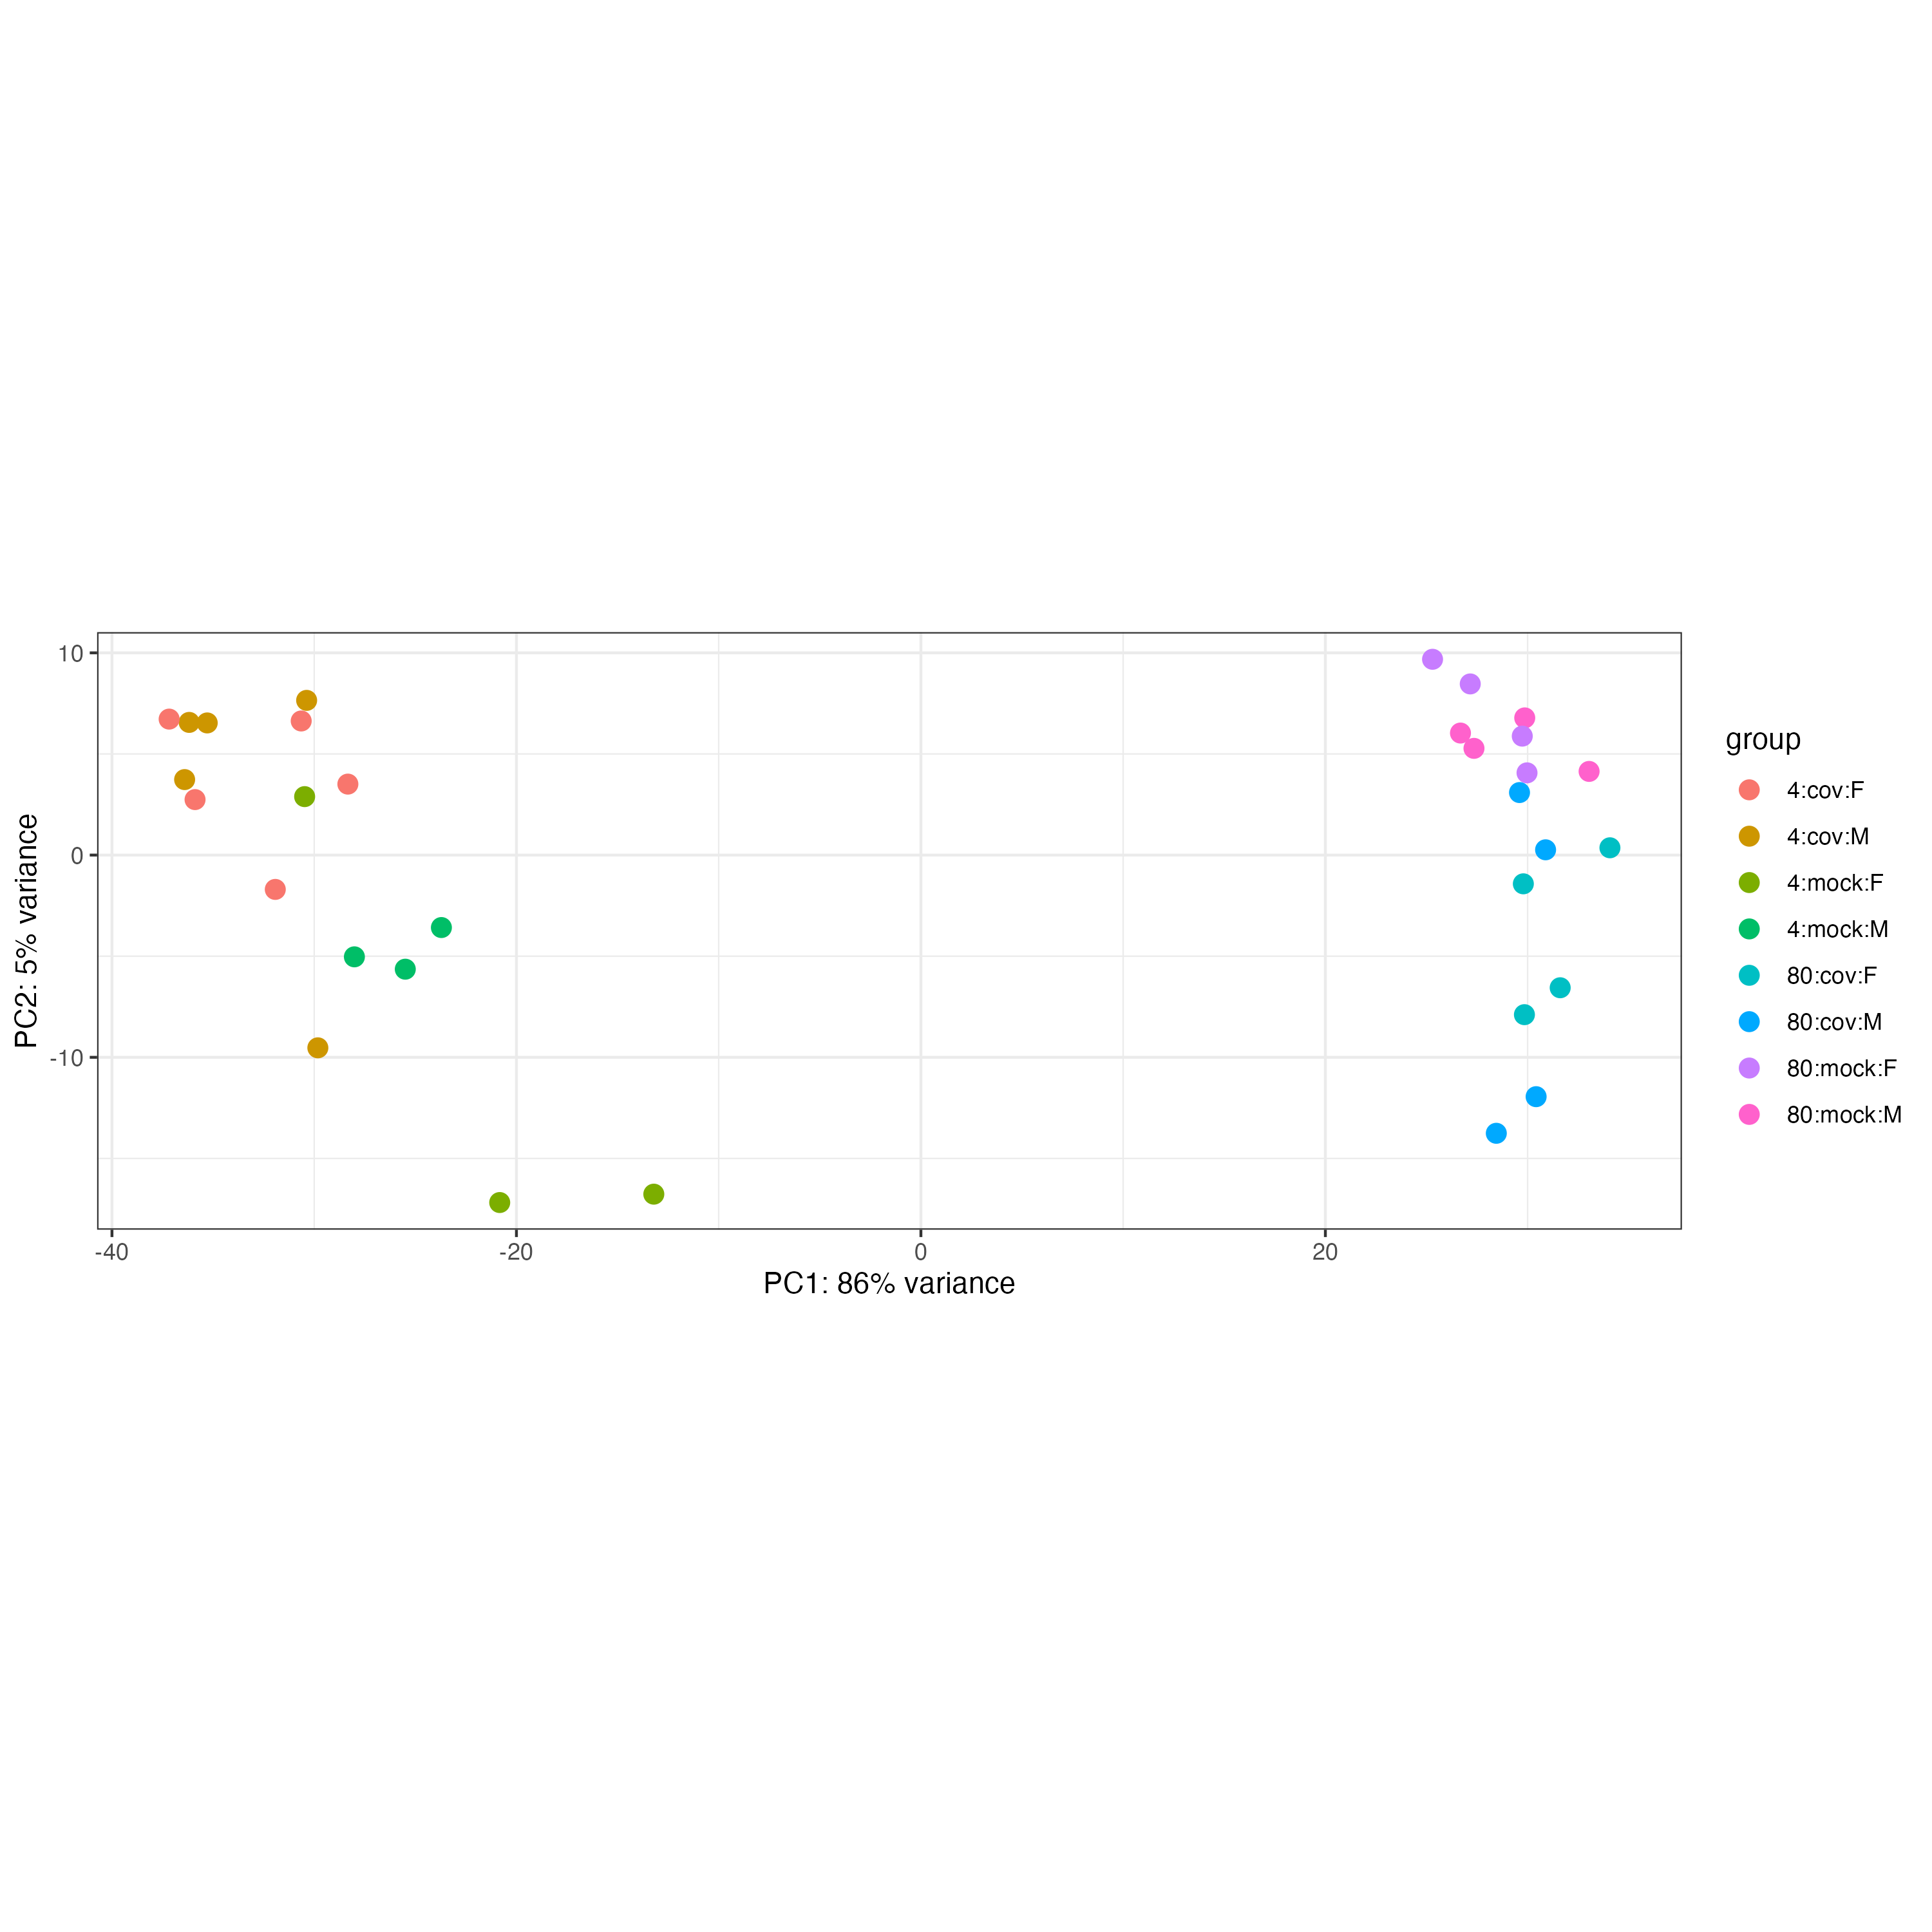 10
0
-10
PC2: 5% variance
-40
-20
0
20
PC1: 86% variance
group
4:cov:F
4:cov:M
4:mock:F
4:mock:M
80:cov:F
80:cov:M
80:mock:F
80:mock:M